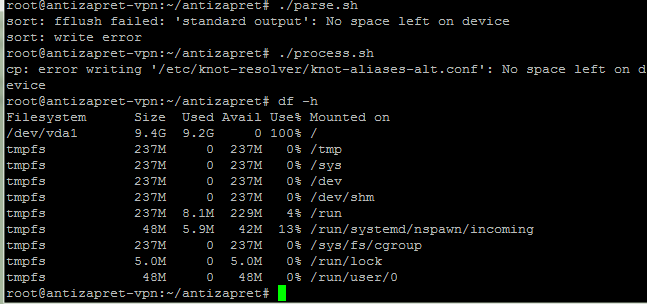 root@antizapret-vpn:~/antizapret# ./parse.sh
sort: fflush failed: 'standard output': No space left on device
sort: write error
root@antizapret-vpn:~/antizapret# ./process.sh
cp: error writing '/etc/knot-resolver/knot-aliases-alt.conf': No space left on d
evice
root@antizapret-vpn:~/antizapret# df -h
Filesystem      Size  Used Avail Use% Mounted on
/dev/vda1       9.4G  9.2G     0 100% /
tmpfs           237M     0  237M   0% /tmp
tmpfs           237M     0  237M   0% /sys
tmpfs           237M     0  237M   0% /dev
tmpfs           237M     0  237M   0% /dev/shm
tmpfs           237M  8.1M  229M   4% /run
tmpfs            48M  5.9M   42M  13% /run/systemd/nspawn/incoming
tmpfs           237M     0  237M   0% /sys/fs/cgroup
tmpfs           5.0M     0  5.0M   0% /run/lock
tmpfs            48M     0   48M   0% /run/user/0
root@antizapret-vpn:~/antizapret#